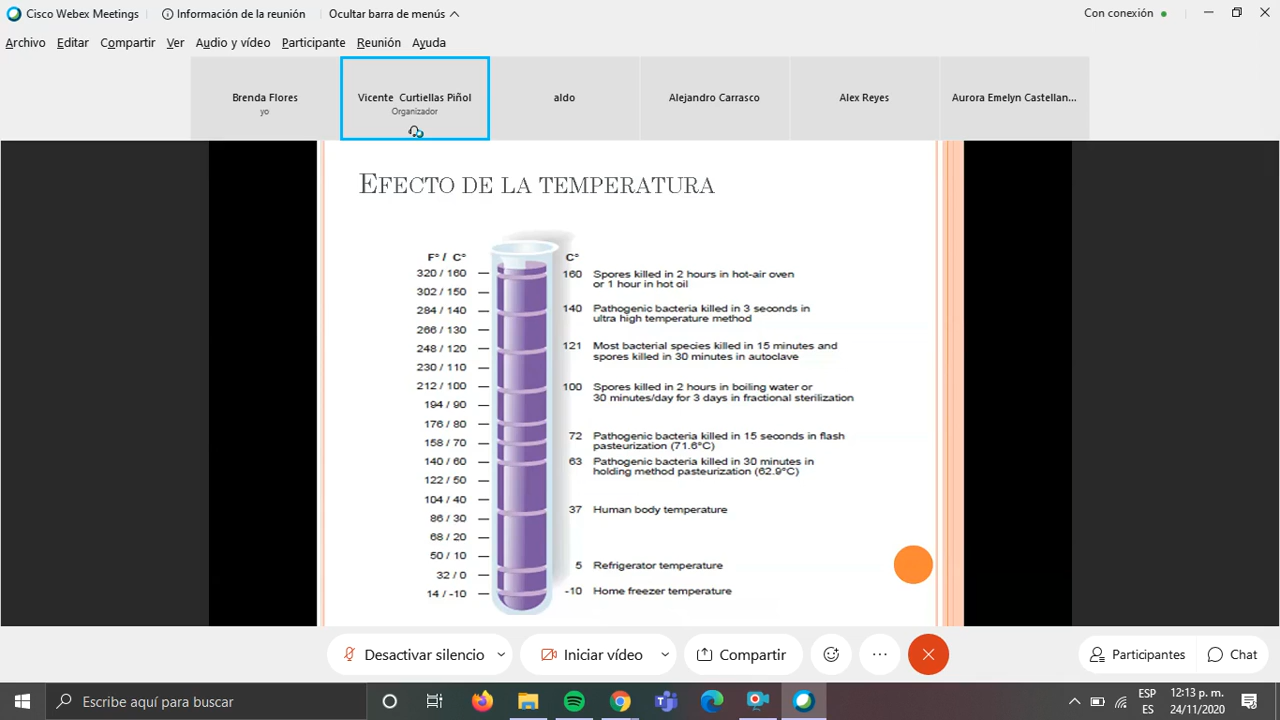 Cisco Webex Meetings
Información de la reunión
Ocultar barra de menús
Con conexión
Archivo Editar Compartir Ver Audio y vídeo Participante Reunión Ayuda
Brenda Flores
yo
Vicente Curtiellas Piñol
Organizador
aldo
Alejandro Carrasco
Alex Reyes
Aurora Emelyn Castellan...
EFECTO DE LA TEMPERATURA
F° / C°
320 / 160
302 / 150
284 / 140
266 / 130
248 / 120
230 / 110
212 / 100
194 / 90
176 / 80
158 / 70
140 / 60
122 / 50
104 / 40
86 / 30
68 / 20
50 / 10
32 / 0
14 / -10
C°
160 Spores killed in 2 hours in hot-air oven
or 1 hour in hot oil
140 Pathogenic bacteria killed in 3 seconds in
ultra high temperature method
121 Most bacterial species killed in 15 minutes and
spores killed in 30 minutes in autoclave
100 Spores killed in 2 hours in boiling water or
30 minutes/day for 3 days in fractional sterilization
72 Pathogenic bacteria killed in 15 seconds in flash
pasteurization (71.6°C)
63 Pathogenic bacteria killed in 30 minutes in
holding method pasteurization (62.9°C)
37 Human body temperature
5 Refrigerator temperature
-10 Home freezer temperature
Desactivar silencio
Iniciar vídeo
Compartir
Participantes
Chat
Escribe aquí para buscar
ESP
ES
12:13 p. m.
24/11/2020